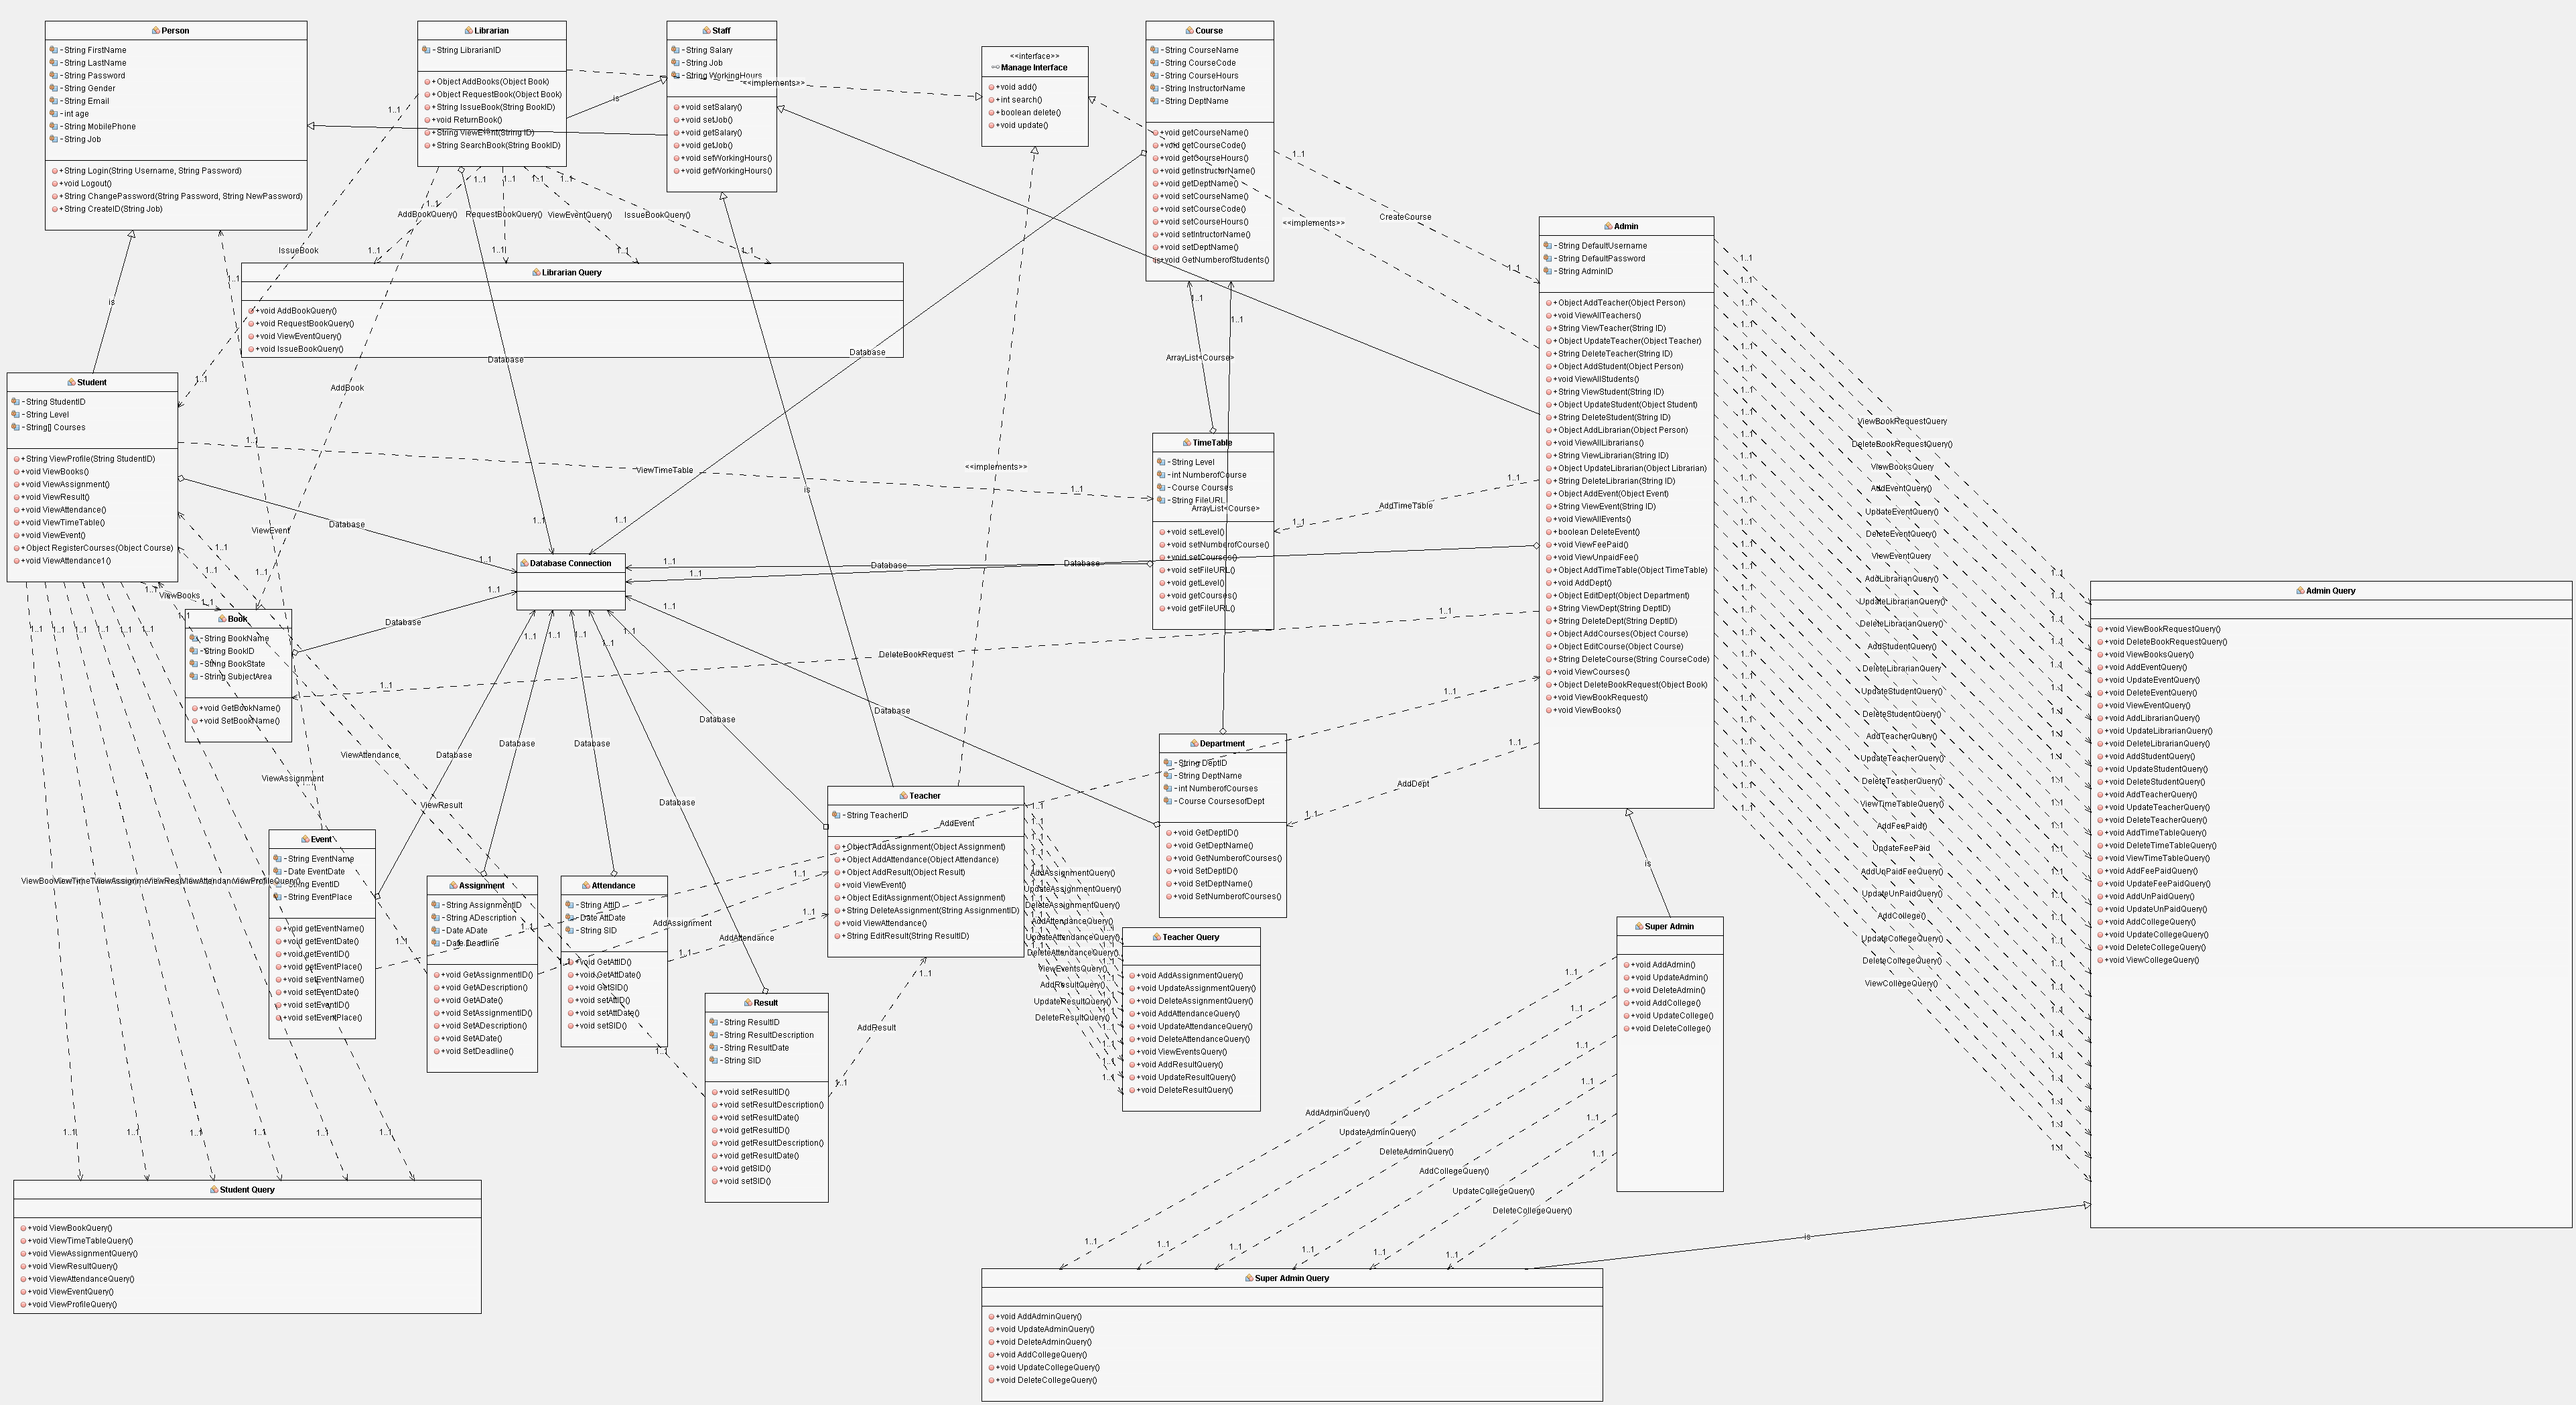 Person
-String FirstName
-String LastName
-String Password
-String Gender
-String Email
-int age
-String MobilePhone
-String Job
+String Login(String Username, String Password)
+void Logout()
+String ChangePassword(String Password, String NewPassword)
+String CreateID(String Job)
Librarian
-String LibrarianID
+Object AddBooks(Object Book)
+Object RequestBook(Object Book)
+String IssueBook(String BookID)
+void ReturnBook()
+String ViewEvent(String ID)
+String SearchBook(String BookID)
Staff
-String Salary
-String Job
-String WorkingHours
+void setSalary()
+void setJob()
+void getSalary()
+void getJob()
+void setWorkingHours()
+void getWorkingHours()
<<interface>>
Manage Interface
+void add()
+int search()
+boolean delete()
+void update()
Course
-String CourseName
-String CourseCode
-String CourseHours
-String InstructorName
-String DeptName
+void getCourseName()
+void getCourseCode()
+void getCourseHours()
+void getInstructorName()
+void getDeptName()
+void setCourseName()
+void setCourseCode()
+void setCourseHours()
+void setIntructorName()
+void setDeptName()
+void GetNumberofStudents()
Admin
-String DefaultUsername
-String DefaultPassword
-String AdminID
+Object AddTeacher(Object Person)
+void ViewAllTeachers()
+String ViewTeacher(String ID)
+Object UpdateTeacher(Object Teacher)
+String DeleteTeacher(String ID)
+Object AddStudent(Object Person)
+void ViewAllStudents()
+String ViewStudent(String ID)
+Object UpdateStudent(Object Student)
+String DeleteStudent(String ID)
+Object AddLibrarian(Object Person)
+void ViewAllLibrarians()
+String ViewLibrarian(String ID)
+Object UpdateLibrarian(Object Librarian)
+String DeleteLibrarian(String ID)
+Object AddEvent(Object Event)
+String ViewEvent(String ID)
+void ViewAllEvents()
+boolean DeleteEvent()
+void ViewFeePaid()
+void ViewUnpaidFee()
+Object AddTimeTable(Object TimeTable)
+void AddDept()
+Object EditDept(Object Department)
+String ViewDept(String DeptID)
+String DeleteDept(String DeptID)
+Object AddCourses(Object Course)
+Object EditCourse(Object Course)
+String DeleteCourse(String CourseCode)
+void ViewCourses()
+Object DeleteBookRequest(Object Book)
+void ViewBookRequest()
+void ViewBooks()
Librarian Query
+void AddBookQuery()
+void RequestBookQuery()
+void ViewEventQuery()
+void IssueBookQuery()
Student
-String StudentID
-String Level
-String[] Courses
+String ViewProfile(String StudentID)
+void ViewBooks()
+void ViewAssignment()
+void ViewResult()
+void ViewAttendance()
+void ViewTimeTable()
+void ViewEvent()
+Object RegisterCourses(Object Course)
+void ViewAttendance1()
TimeTable
-String Level
-int NumberofCourse
-Course Courses
-String FileURL
+void setLevel()
+void setNumberofCourse()
+void setCourses()
+void setFileURL()
+void getLevel()
+void getCourses()
+void getFileURL()
Database Connection
Book
-String BookName
-String BookID
-String BookState
-String SubjectArea
+void GetBookName()
+void SetBookName()
Department
-String DeptID
-String DeptName
-int NumberofCourses
-Course CoursesofDept
+void GetDeptID()
+void GetDeptName()
+void GetNumberofCourses()
+void SetDeptID()
+void SetDeptName()
+void SetNumberofCourses()
Teacher
-String TeacherID
+Object AddAssignment(Object Assignment)
+Object AddAttendance(Object Attendance)
+Object AddResult(Object Result)
+void ViewEvent()
+Object EditAssignment(Object Assignment)
+String DeleteAssignment(String AssignmentID)
+void ViewAttendance()
+String EditResult(String ResultID)
Event
-String EventName
-Date EventDate
-String EventID
-String EventPlace
+void getEventName()
+void getEventDate()
+void getEventID()
+void getEventPlace()
+void setEventName()
+void setEventDate()
+void setEventID()
+void setEventPlace()
Assignment
-String AssignmentID
-String ADescription
-Date ADate
-Date Deadline
+void GetAssignmentID()
+void GetADescription()
+void GetADate()
+void SetAssignmentID()
+void SetADescription()
+void SetADate()
+void SetDeadline()
Attendance
-String AttID
-Date AttDate
-String SID
+void GetAttID()
+void GetAttDate()
+void GetSID()
+void setAttID()
+void setAttDate()
+void setSID()
Result
-String ResultID
-String ResultDescription
-String ResultDate
-String SID
+void setResultID()
+void setResultDescription()
+void setResultDate()
+void getResultID()
+void getResultDescription()
+void getResultDate()
+void getSID()
+void setSID()
Teacher Query
+void AddAssignmentQuery()
+void UpdateAssignmentQuery()
+void DeleteAssignmentQuery()
+void AddAttendanceQuery()
+void UpdateAttendanceQuery()
+void DeleteAttendanceQuery()
+void ViewEventsQuery()
+void AddResultQuery()
+void UpdateResultQuery()
+void DeleteResultQuery()
Super Admin
+void AddAdmin()
+void UpdateAdmin()
+void DeleteAdmin()
+void AddCollege()
+void UpdateCollege()
+void DeleteCollege()
Admin Query
+void ViewBookRequestQuery()
+void DeleteBookRequestQuery()
+void ViewBooksQuery()
+void AddEventQuery()
+void UpdateEventQuery()
+void DeleteEventQuery()
+void ViewEventQuery()
+void AddLibrarianQuery()
+void UpdateLibrarianQuery()
+void DeleteLibrarianQuery()
+void AddStudentQuery()
+void UpdateStudentQuery()
+void DeleteStudentQuery()
+void AddTeacherQuery()
+void UpdateTeacherQuery()
+void DeleteTeacherQuery()
+void AddTimeTableQuery()
+void DeleteTimeTableQuery()
+void ViewTimeTableQuery()
+void AddFeePaidQuery()
+void UpdateFeePaidQuery()
+void AddUnPaidQuery()
+void UpdateUnPaidQuery()
+void AddCollegeQuery()
+void UpdateCollegeQuery()
+void DeleteCollegeQuery()
+void ViewCollegeQuery()
Student Query
+void ViewBookQuery()
+void ViewTimeTableQuery()
+void ViewAssignmentQuery()
+void ViewResultQuery()
+void ViewAttendanceQuery()
+void ViewEventQuery()
+void ViewProfileQuery()
Super Admin Query
+void AddAdminQuery()
+void UpdateAdminQuery()
+void DeleteAdminQuery()
+void AddCollegeQuery()
+void UpdateCollegeQuery()
+void DeleteCollegeQuery()
is
<<implements>>
1..1
IssueBook
AddBookQuery()
RequestBookQuery()
ViewEventQuery()
IssueBookQuery()
AddBook
Database
CreateCourse
<<implements>>
ArrayList<Course>
ArrayList<Course>
ViewTimeTable
AddTimeTable
<<implements>>
is
ViewEvent
ViewBooks
DeleteBookRequest
AddDept
ViewAttendance
ViewAssignment
ViewResult
AddEvent
AddAssignment
AddAttendance
AddResult
ViewProfileQuery()
AddAssignmentQuery()
UpdateAssignmentQuery()
DeleteAssignmentQuery()
AddAttendanceQuery()
UpdateAttendanceQuery()
DeleteAttendanceQuery()
ViewEventsQuery()
AddResultQuery()
UpdateResultQuery()
DeleteResultQuery()
ViewBookRequestQuery
DeleteBookRequestQuery()
ViewBooksQuery
AddEventQuery()
UpdateEventQuery()
DeleteEventQuery()
ViewEventQuery
AddLibrarianQuery()
UpdateLibrarianQuery()
DeleteLibrarianQuery()
AddStudentQuery()
DeleteLibrarianQuery
UpdateStudentQuery()
DeleteStudentQuery()
AddTeacherQuery()
UpdateTeacherQuery()
DeleteTeacherQuery()
ViewTimeTableQuery()
AddFeePaid()
UpdateFeePaid
AddUnPaidFeeQuery()
UpdateUnPaidQuery()
AddCollege()
UpdateCollegeQuery()
DeleteCollegeQuery()
ViewCollegeQuery()
is
AddAdminQuery()
UpdateAdminQuery()
DeleteAdminQuery()
AddCollegeQuery()
UpdateCollegeQuery()
DeleteCollegeQuery()
is